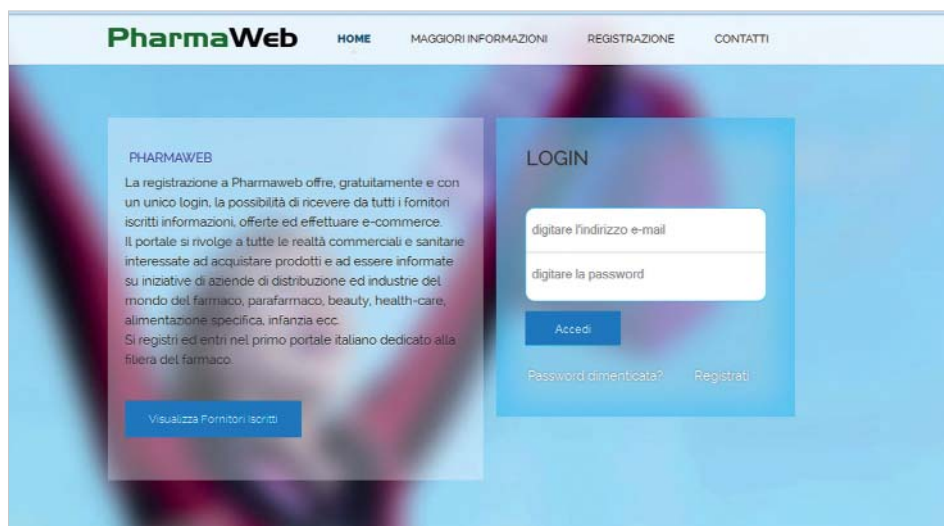 PharmaWeb
HOME
MAGGIORI INFORMAZIONI
REGISTRAZIONE
CONTATTI
PHARMAWEB
La registrazione a Pharmaweb offre, gratuitamente e con
un unico login, la possibilità di ricevere da tutti i fornitori
iscritti informazioni, offerte ed effettuare e-commerce.
Il portale si rivolge a tutte le realtà commerciali e sanitarie
interessate ad acquistare prodotti e ad essere informate
su iniziative di aziende di distribuzione ed industrie del
mondo del farmaco, parafarmaco, beauty, health-care,
alimentazione specifica, infanzia ecc.
Si registri ed entri nel primo portale italiano dedicato alla
filiera del farmaco.
Visualizza Fornitori Iscritti
LOGIN
digitare l'indirizzo e-mail
digitare la password
Accedi
Password dimenticata?
Registrati